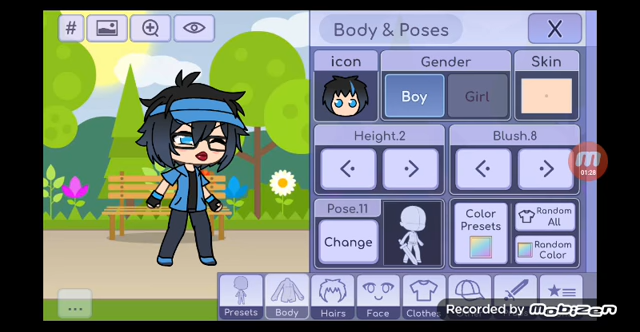 #
Body & Poses
X
icon
Gender
Skin
Boy
Girl
Height.2
Blush.8
01:28
Pose.11
Change
Color
Presets
Random
All
Random
Color
...
Presets
Body
Hairs
Face
Clothes
Recorded by Mobizen